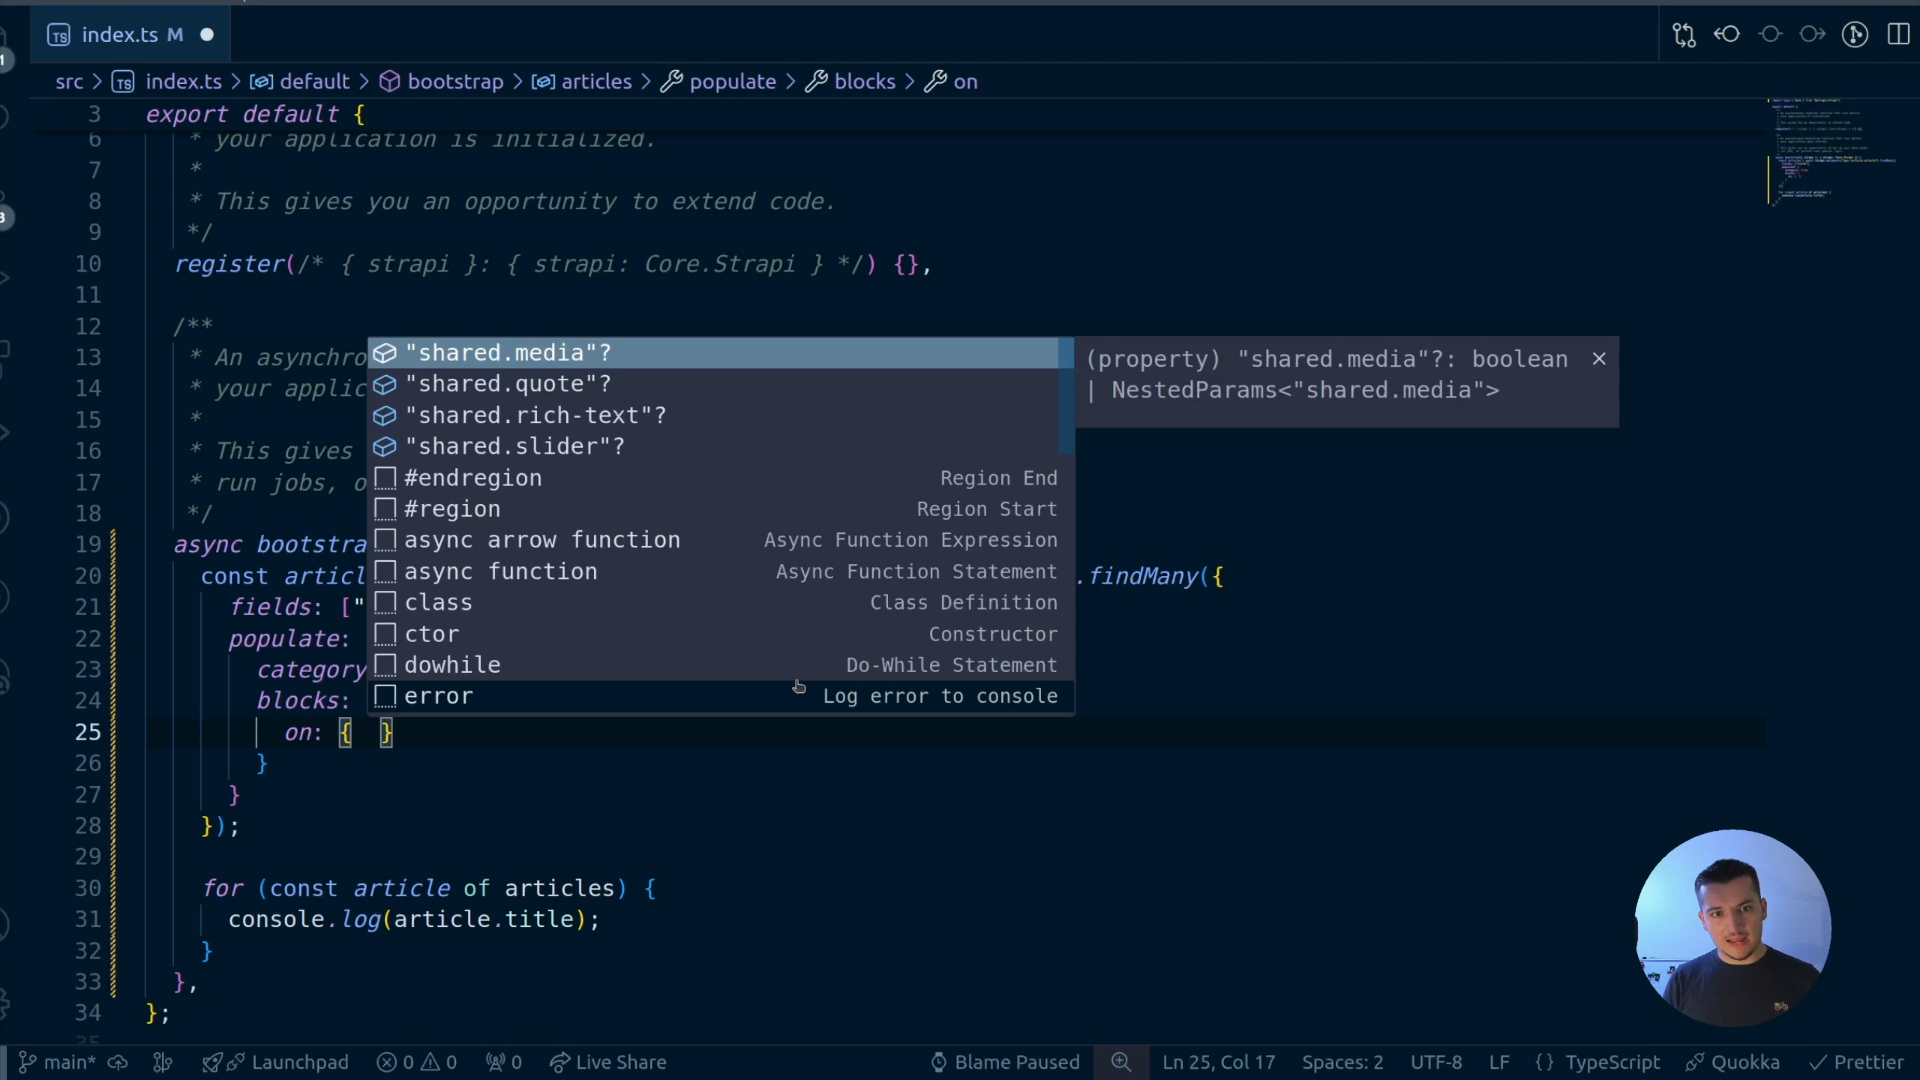 index.ts M
src > index.ts > default > bootstrap > articles > populate > blocks > on
3 export default {
6 * your application is initialized.
7 *
8 * This gives you an opportunity to extend code.
9 */
10 register(/* { strapi }: { strapi: Core.Strapi } */) {},
11
12 /**
13 * An asynchro
14 * your applic
15 *
16 * This gives
17 * run jobs, o
18 */
19 async bootstra
20 const articl .findMany({
21 fields: ["
22 populate:
23 category
24 blocks:
25 on: { }
26 }
27 }
28 });
29
30 for (const article of articles) {
31 console.log(article.title);
32 }
33 },
34 };
35
"shared.media"?
"shared.quote"?
"shared.rich-text"?
"shared.slider"?
#endregion Region End
#region Region Start
async arrow function Async Function Expression
async function Async Function Statement
class Class Definition
ctor Constructor
dowhile Do-While Statement
error Log error to console
(property) "shared.media"?: boolean
| NestedParams<"shared.media">
1
3
main* Launchpad 0 0 0 Live Share Blame Paused Ln 25, Col 17 Spaces: 2 UTF-8 LF {} TypeScript Quokka Prettier